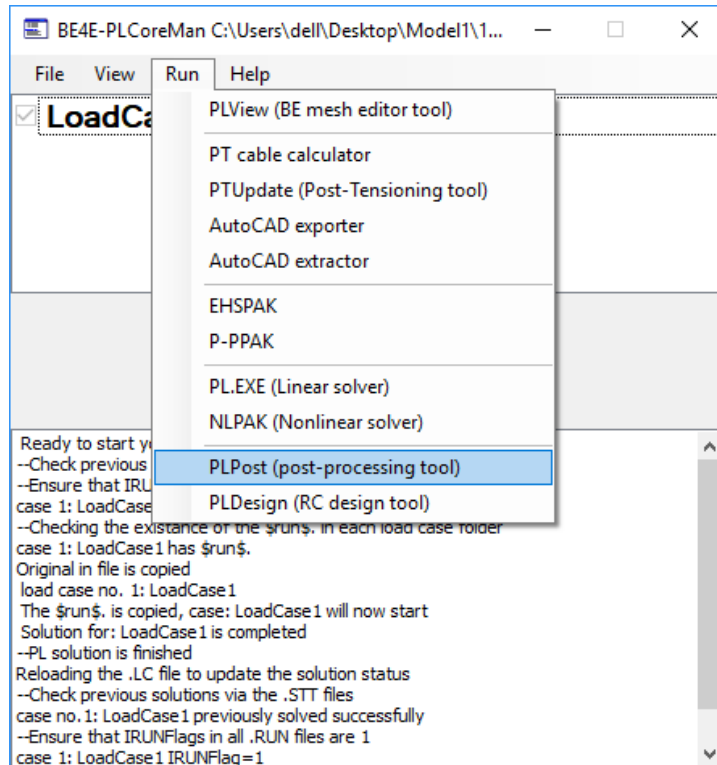 BE4E-PLCoreMan C:\Users\dell\Desktop\Model1\1...
File View Run Help
LoadCa
PLView (BE mesh editor tool)
PT cable calculator
PTUpdate (Post-Tensioning tool)
AutoCAD exporter
AutoCAD extractor
EHSPAK
P-PPAK
PL.EXE (Linear solver)
NLPAK (Nonlinear solver)
PLPost (post-processing tool)
PLDesign (RC design tool)
Ready to start
--Check previous
--Ensure that IRU
case 1: LoadCase
--Checking the existance of the $run$. in each load case folder
case 1: LoadCase1 has $run$.
Original in file is copied
load case no. 1: LoadCase1
The $run$. is copied, case: LoadCase1 will now start
Solution for: LoadCase1 is completed
--PL solution is finished
Reloading the .LC file to update the solution status
--Check previous solutions via the .STT files
case no.1: LoadCase1 previously solved successfully
--Ensure that IRUNFlags in all .RUN files are 1
case 1: LoadCase1 IRUNFlag=1